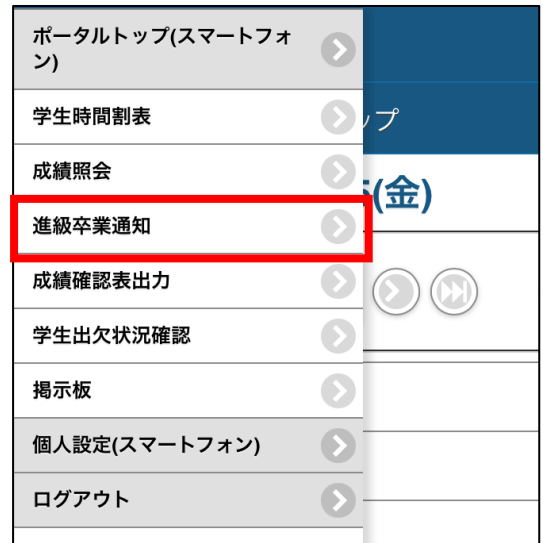 ポータルトップ(スマートフォ
ン)
学生時間割表
ップ
成績照会
(金)
進級卒業通知
成績確認表出力
学生出欠状況確認
掲示板
個人設定(スマートフォン)
ログアウト